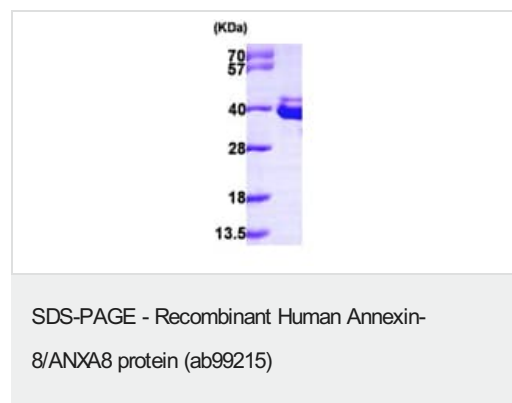 (KDa)
70
57
40
28
18
13.5
SDS-PAGE - Recombinant Human Annexin-
8/ANXA8 protein (ab99215)